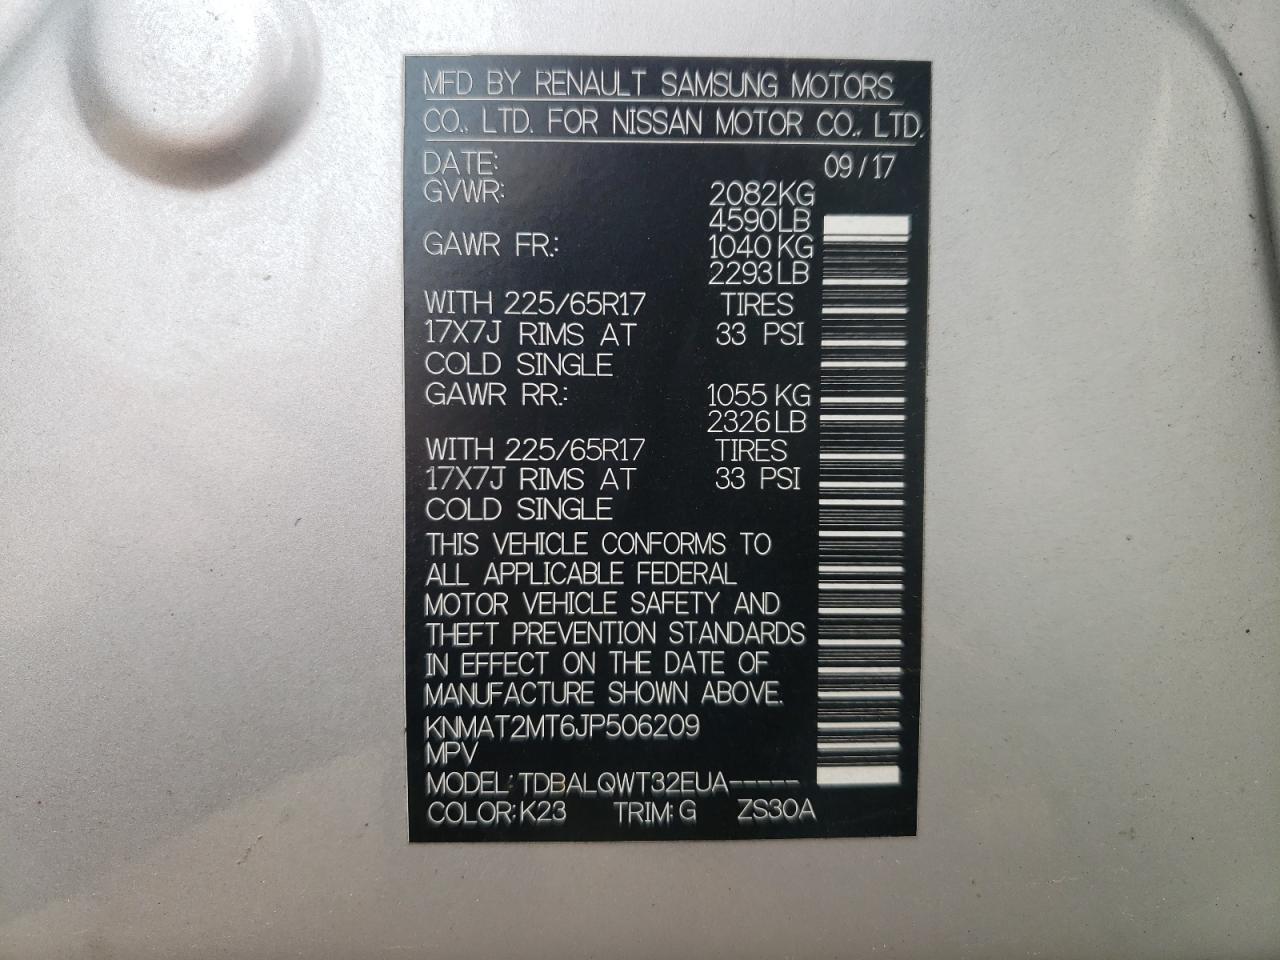 MFD BY RENAULT SAMSUNG MOTORS
CO., LTD. FOR NISSAN MOTOR CO., LTD.
DATE: 09 / 17
GVWR: 2082KG
4590LB
GAWR FR.: 1040 KG
2293LB
WITH 225/65R17 TIRES
17X7J RIMS AT 33 PSI
COLD SINGLE
GAWR RR.: 1055 KG
2326LB
WITH 225/65R17 TIRES
17X7J RIMS AT 33 PSI
COLD SINGLE
THIS VEHICLE CONFORMS TO
ALL APPLICABLE FEDERAL
MOTOR VEHICLE SAFETY AND
THEFT PREVENTION STANDARDS
IN EFFECT ON THE DATE OF
MANUFACTURE SHOWN ABOVE.
KNMAT2MT6JP506209
MPV
MODEL: TDBALQWT32EUA-----
COLOR: K23 TRIM: G ZS30A